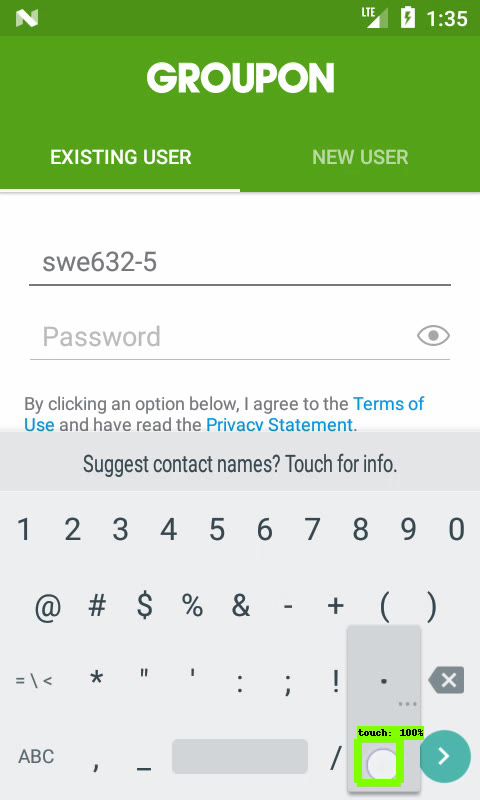 LTE 1:35
GROUPON
EXISTING USER NEW USER
swe632-5
Password
By clicking an option below, I agree to the Terms of
Use and have read the Privacy Statement.
Suggest contact names? Touch for info.
1 2 3 4 5 6 7 8 9 0
@ # $ % & - + ( )
= \ < * " ' : ; ! . ...
touch: 100%
ABC , _ /